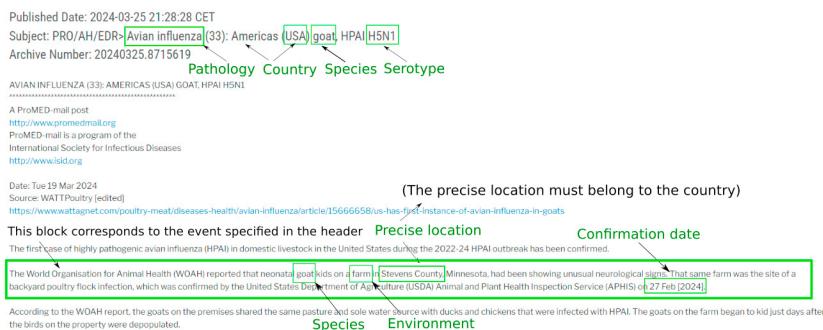 Published Date: 2024-03-25 21:28:28 CET
Subject: PRO/AH/EDR> Avian influenza (33): Americas (USA) goat, HPAI H5N1
Archive Number: 20240325.8715619
Pathology Country Species Serotype
AVIAN INFLUENZA (33): AMERICAS (USA) GOAT, HPAI H5N1
A ProMED-mail post
http://www.promedmail.org
ProMED-mail is a program of the
International Society for Infectious Diseases
http://www.isid.org
Date: Tue 19 Mar 2024
(The precise location must belong to the country)
Source: WATTPoultry [edited]
https://www.wattagnet.com/poultry-meat/diseases-health/avian-influenza/article/15666658/us-has-first-instance-of-avian-influenza-in-goats
This block corresponds to the event specified in the header Precise location Confirmation date
The first case of highly pathogenic avian influenza (HPAI) in domestic livestock in the United States during the 2022-24 HPAI outbreak has been confirmed.
The World Organisation for Animal Health (WOAH) reported that neonatal goat kids on a farm in Stevens County, Minnesota, had been showing unusual neurological signs. That same farm was the site of a
backyard poultry flock infection, which was confirmed by the United States Department of Agriculture (USDA) Animal and Plant Health Inspection Service (APHIS) on 27 Feb [2024].
According to the WOAH report, the goats on the premises shared the same pasture and sole water source with ducks and chickens that were infected with HPAI. The goats on the farm began to kid just days after
the birds on the property were depopulated.
Species Environment